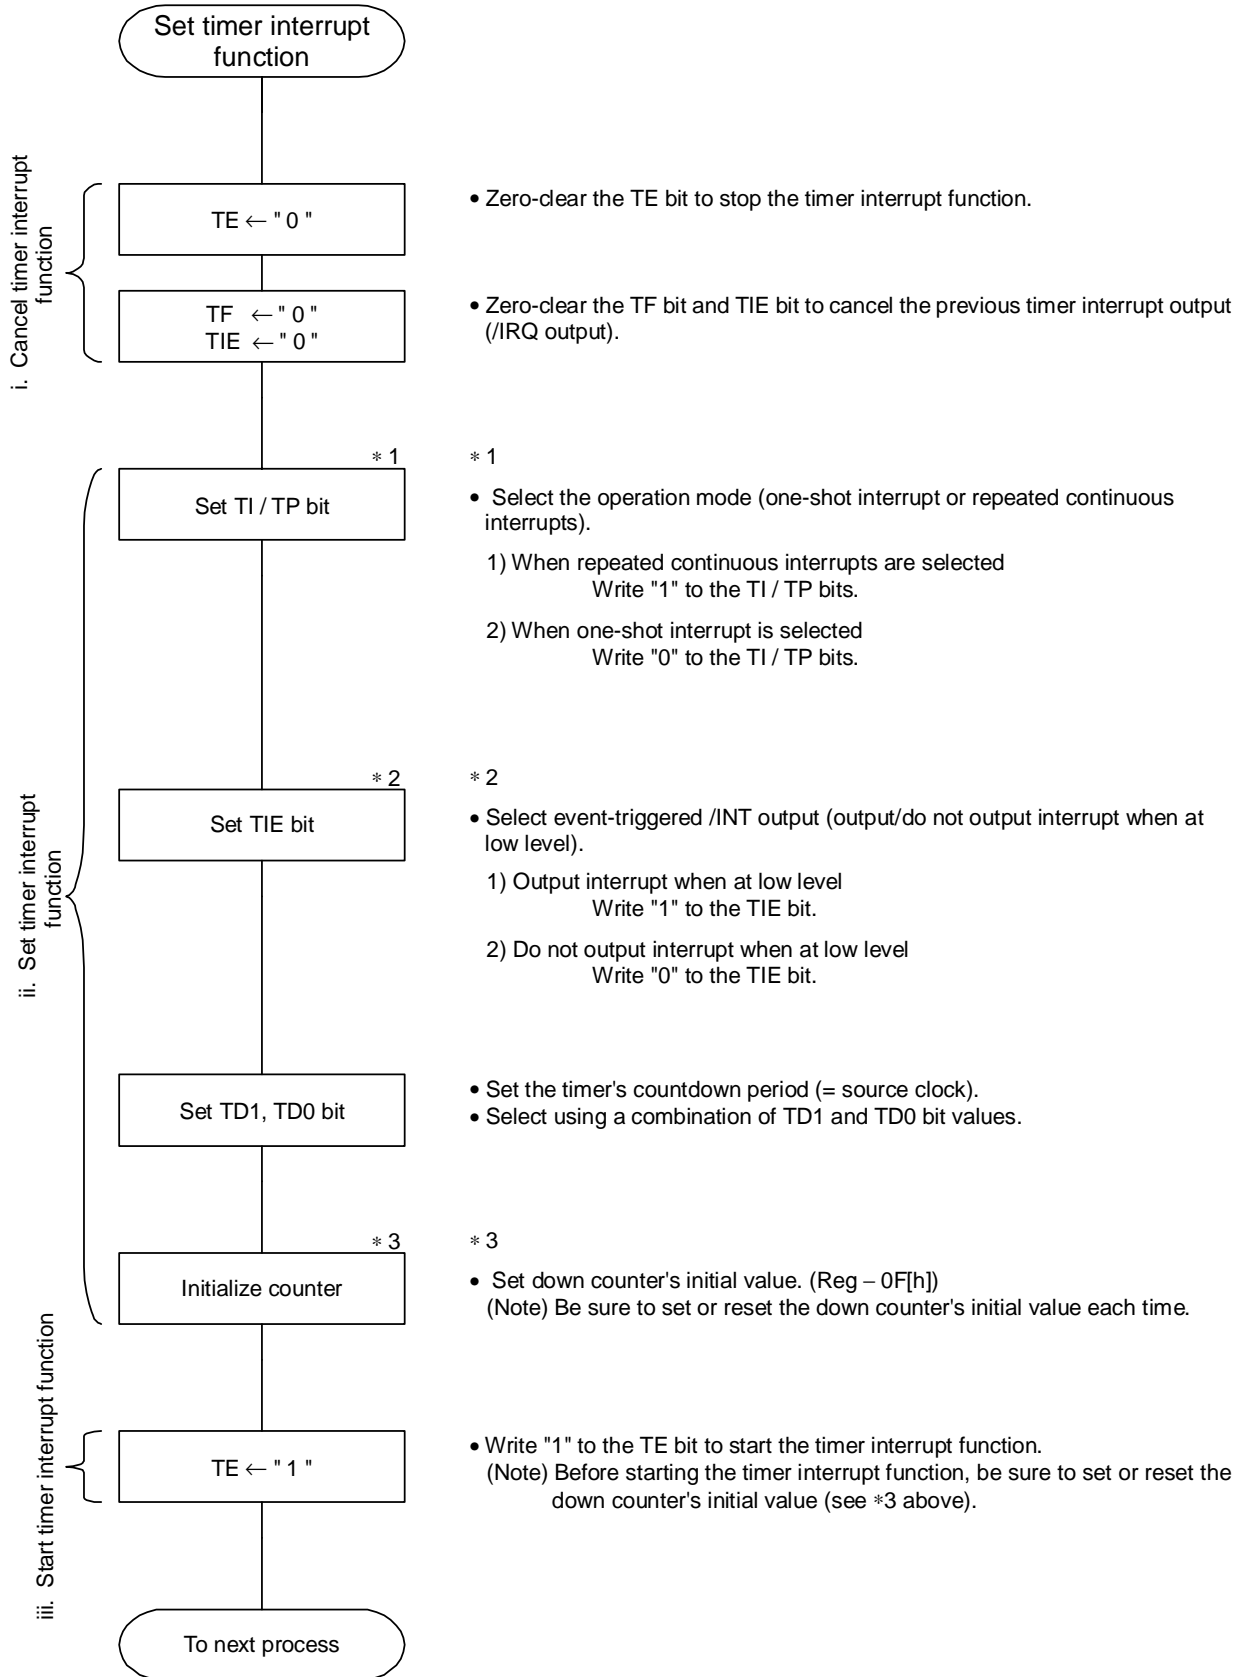 Set timer interrupt
function
i. Cancel timer interrupt
function
TE ← " 0 "
• Zero-clear the TE bit to stop the timer interrupt function.
TF ← " 0 "
TIE ← " 0 "
• Zero-clear the TF bit and TIE bit to cancel the previous timer interrupt output
(/IRQ output).
ii. Set timer interrupt
function
* 1
Set TI / TP bit
* 1
• Select the operation mode (one-shot interrupt or repeated continuous
interrupts).
1) When repeated continuous interrupts are selected
Write "1" to the TI / TP bits.
2) When one-shot interrupt is selected
Write "0" to the TI / TP bits.
* 2
Set TIE bit
* 2
• Select event-triggered /INT output (output/do not output interrupt when at
low level).
1) Output interrupt when at low level
Write "1" to the TIE bit.
2) Do not output interrupt when at low level
Write "0" to the TIE bit.
Set TD1, TD0 bit
• Set the timer's countdown period (= source clock).
• Select using a combination of TD1 and TD0 bit values.
* 3
Initialize counter
* 3
• Set down counter's initial value. (Reg – 0F[h])
(Note) Be sure to set or reset the down counter's initial value each time.
iii. Start timer interrupt function
TE ← " 1 "
• Write "1" to the TE bit to start the timer interrupt function.
(Note) Before starting the timer interrupt function, be sure to set or reset the
down counter's initial value (see *3 above).
To next process